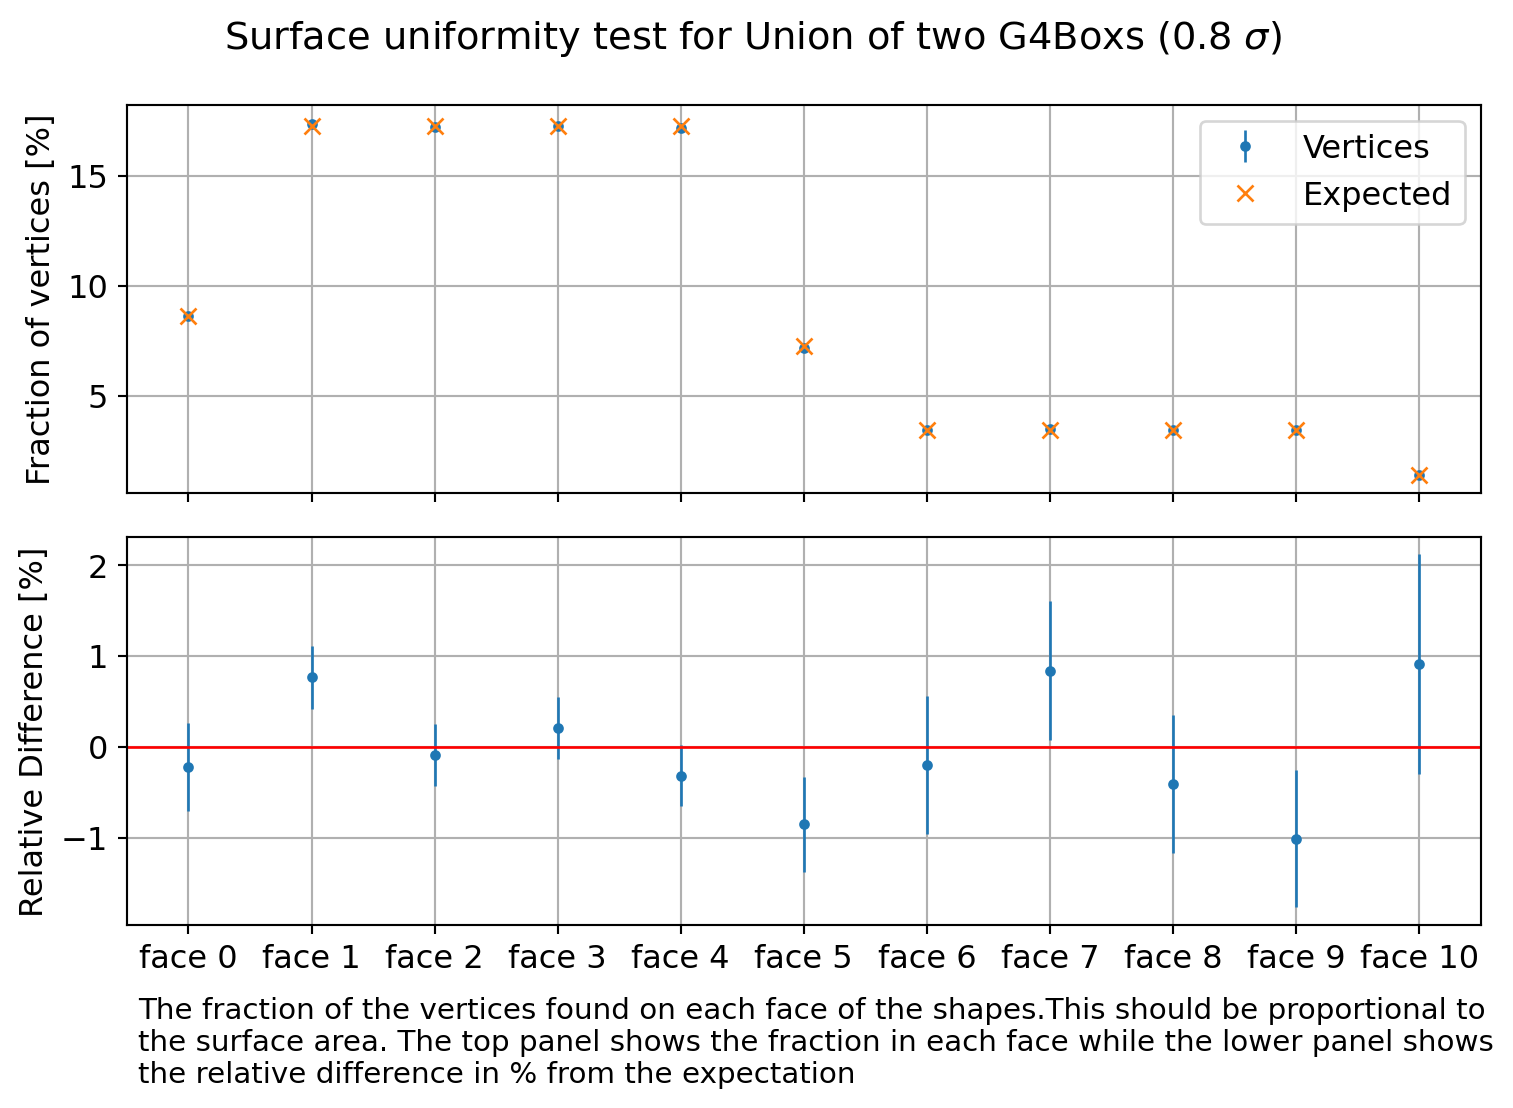 Surface uniformity test for Union of two G4Boxs (0.8 σ)
Fraction of vertices [%]
15
10
5
Vertices
Expected
Relative Difference [%]
2
1
0
−1
face 0 face 1 face 2 face 3 face 4 face 5 face 6 face 7 face 8 face 9 face 10
The fraction of the vertices found on each face of the shapes.This should be proportional to
the surface area. The top panel shows the fraction in each face while the lower panel shows
the relative difference in % from the expectation